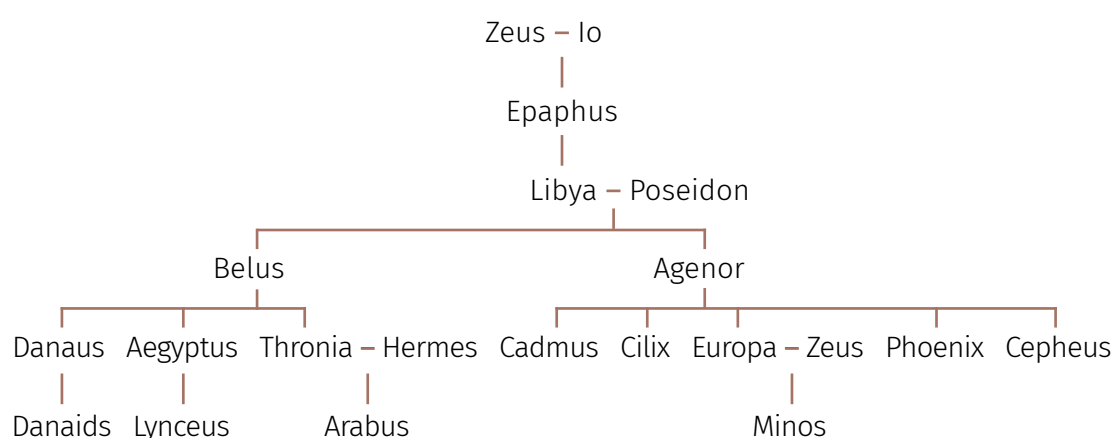 Zeus – Io
Epaphus
Libya – Poseidon
Belus Agenor
Danaus Aegyptus Thronia – Hermes Cadmus Cilix Europa – Zeus Phoenix Cepheus
Danaids Lynceus Arabus Minos